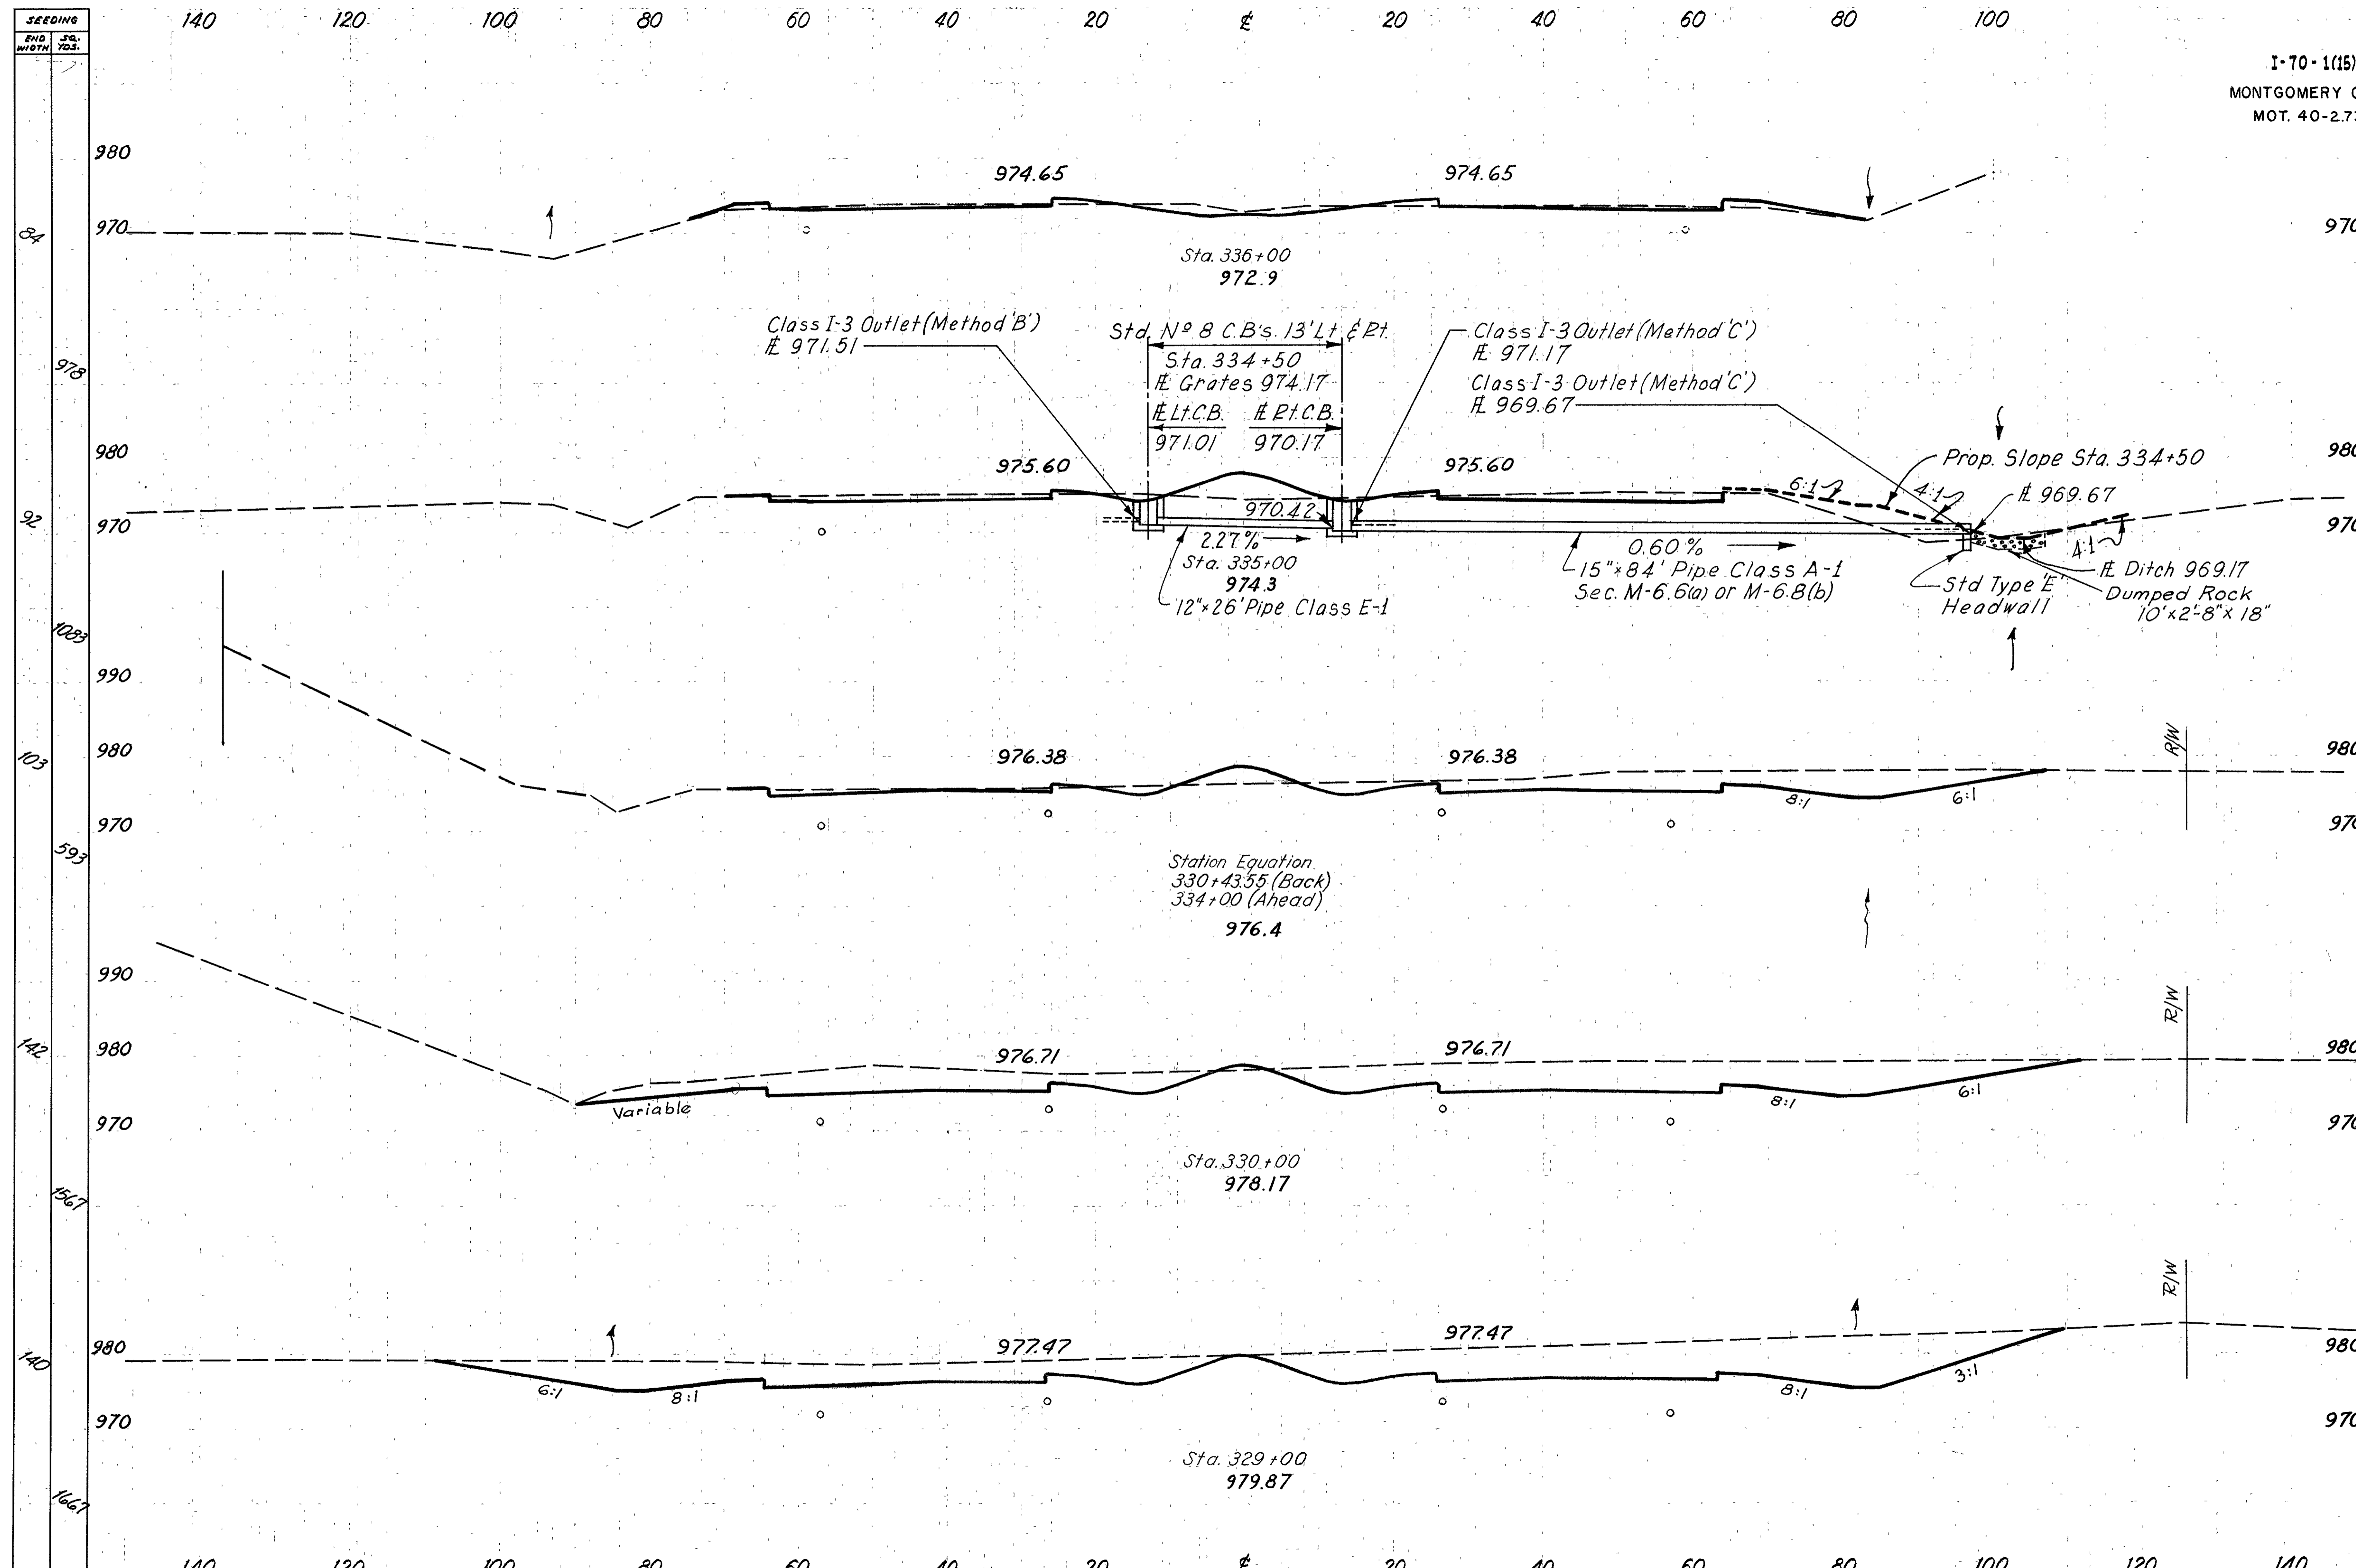 SEEDING
END WIDTH
SQ. YDS.
140 120 100 80 60 40 20 ℄ 20 40 60 80 100
I-70-1(15)
MONTGOMERY
MOT. 40-2.7
980
974.65 974.65
970 970
84
Sta. 336+00
972.9
Class I-3 Outlet (Method 'B')
℄ 971.51
Std. Nº 8 C.B's. 13' Lt. & Rt.
Sta. 334+50
℄ Grates 974.17
℄ Lt. C.B. ℄ Rt. C.B.
971.01 970.17
Class I-3 Outlet (Method 'C')
℄ 971.17
Class I-3 Outlet (Method 'C')
℄ 969.67
978
980 980
975.60 975.60
Prop. Slope Sta. 334+50
6:1 4:1
℄ 969.67
92
970 970
970.42
2.27%
Sta. 335+00
974.3
12"x26' Pipe Class E-1
0.60%
15"x84' Pipe Class A-1
Sec. M-6.6(a) or M-6.8(b)
Std Type 'E'
Headwall
4:1
℄ Ditch 969.17
Dumped Rock
10'x2'-8"x18"
1083
990
980 980
103
976.38 976.38
R/W
8:1 6:1
970 970
593
Station Equation
330+43.55 (Back)
334+00 (Ahead)
976.4
990
R/W
142
980 980
976.71 976.71
Variable
8:1 6:1
970 970
Sta. 330+00
978.17
1567
R/W
980 980
140
977.47 977.47
6:1 8:1 8:1 3:1
970 970
Sta. 329+00
979.87
1667
140 120 100 80 60 40 20 ℄ 20 40 60 80 100 120 140